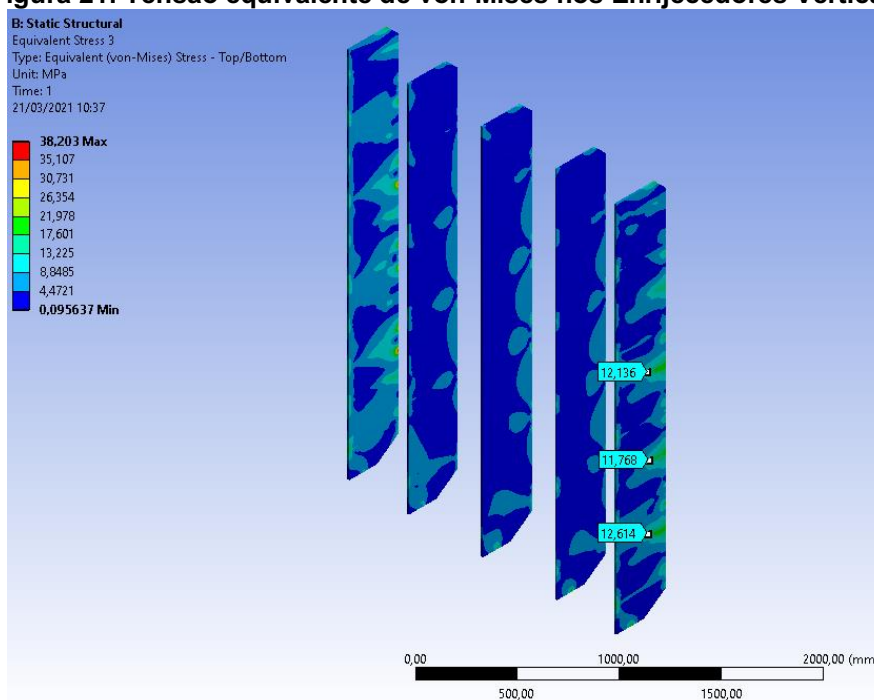 igura 21: Tensão equivalente de von-Mises nos Enrijecedores Vertica
B: Static Structural
Equivalent Stress 3
Type: Equivalent (von-Mises) Stress - Top/Bottom
Unit: MPa
Time: 1
21/03/2021 10:37
38,203 Max
35,107
30,731
26,354
21,978
17,601
13,225
8,8485
4,4721
0,095637 Min
12,136
11,768
12,614
0,00 1000,00 2000,00 (mm
500,00 1500,00